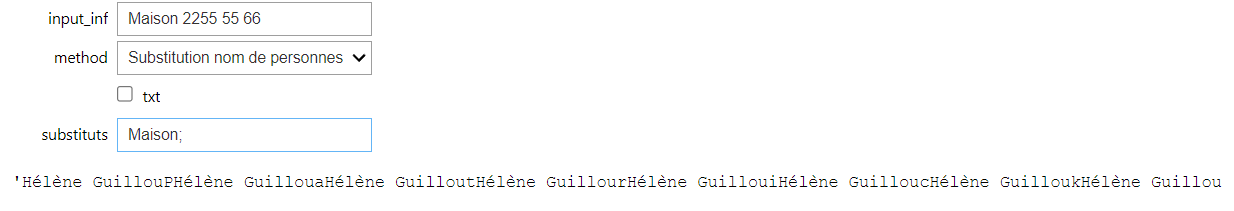 input_inf Maison 2255 55 66
method Substitution nom de personnes
txt
substituts Maison;
'Hélène GuillouPHélène GuillouaHélène GuilloutHélène GuillourHélène GuillouiHélène GuilloucHélène GuilloukHélène Guillou